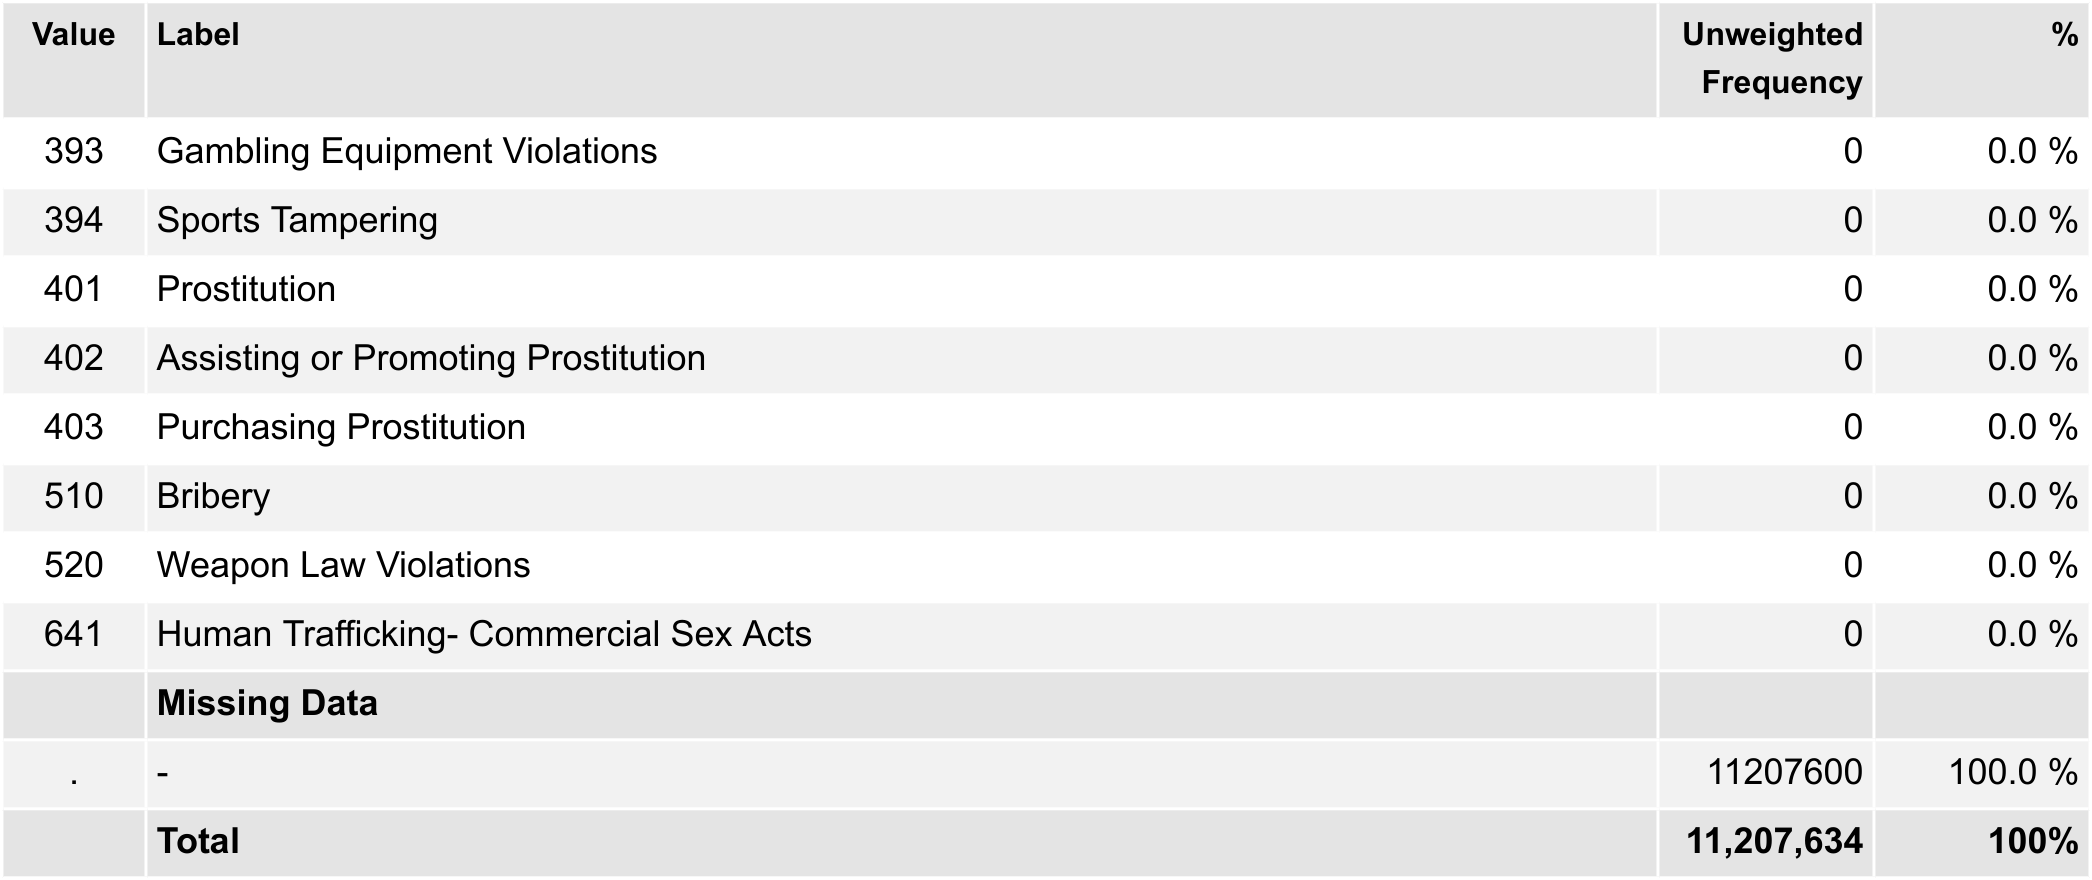 Value Label Unweighted Frequency %
393 Gambling Equipment Violations 0 0.0 %
394 Sports Tampering 0 0.0 %
401 Prostitution 0 0.0 %
402 Assisting or Promoting Prostitution 0 0.0 %
403 Purchasing Prostitution 0 0.0 %
510 Bribery 0 0.0 %
520 Weapon Law Violations 0 0.0 %
641 Human Trafficking- Commercial Sex Acts 0 0.0 %
Missing Data
. - 11207600 100.0 %
Total 11,207,634 100%